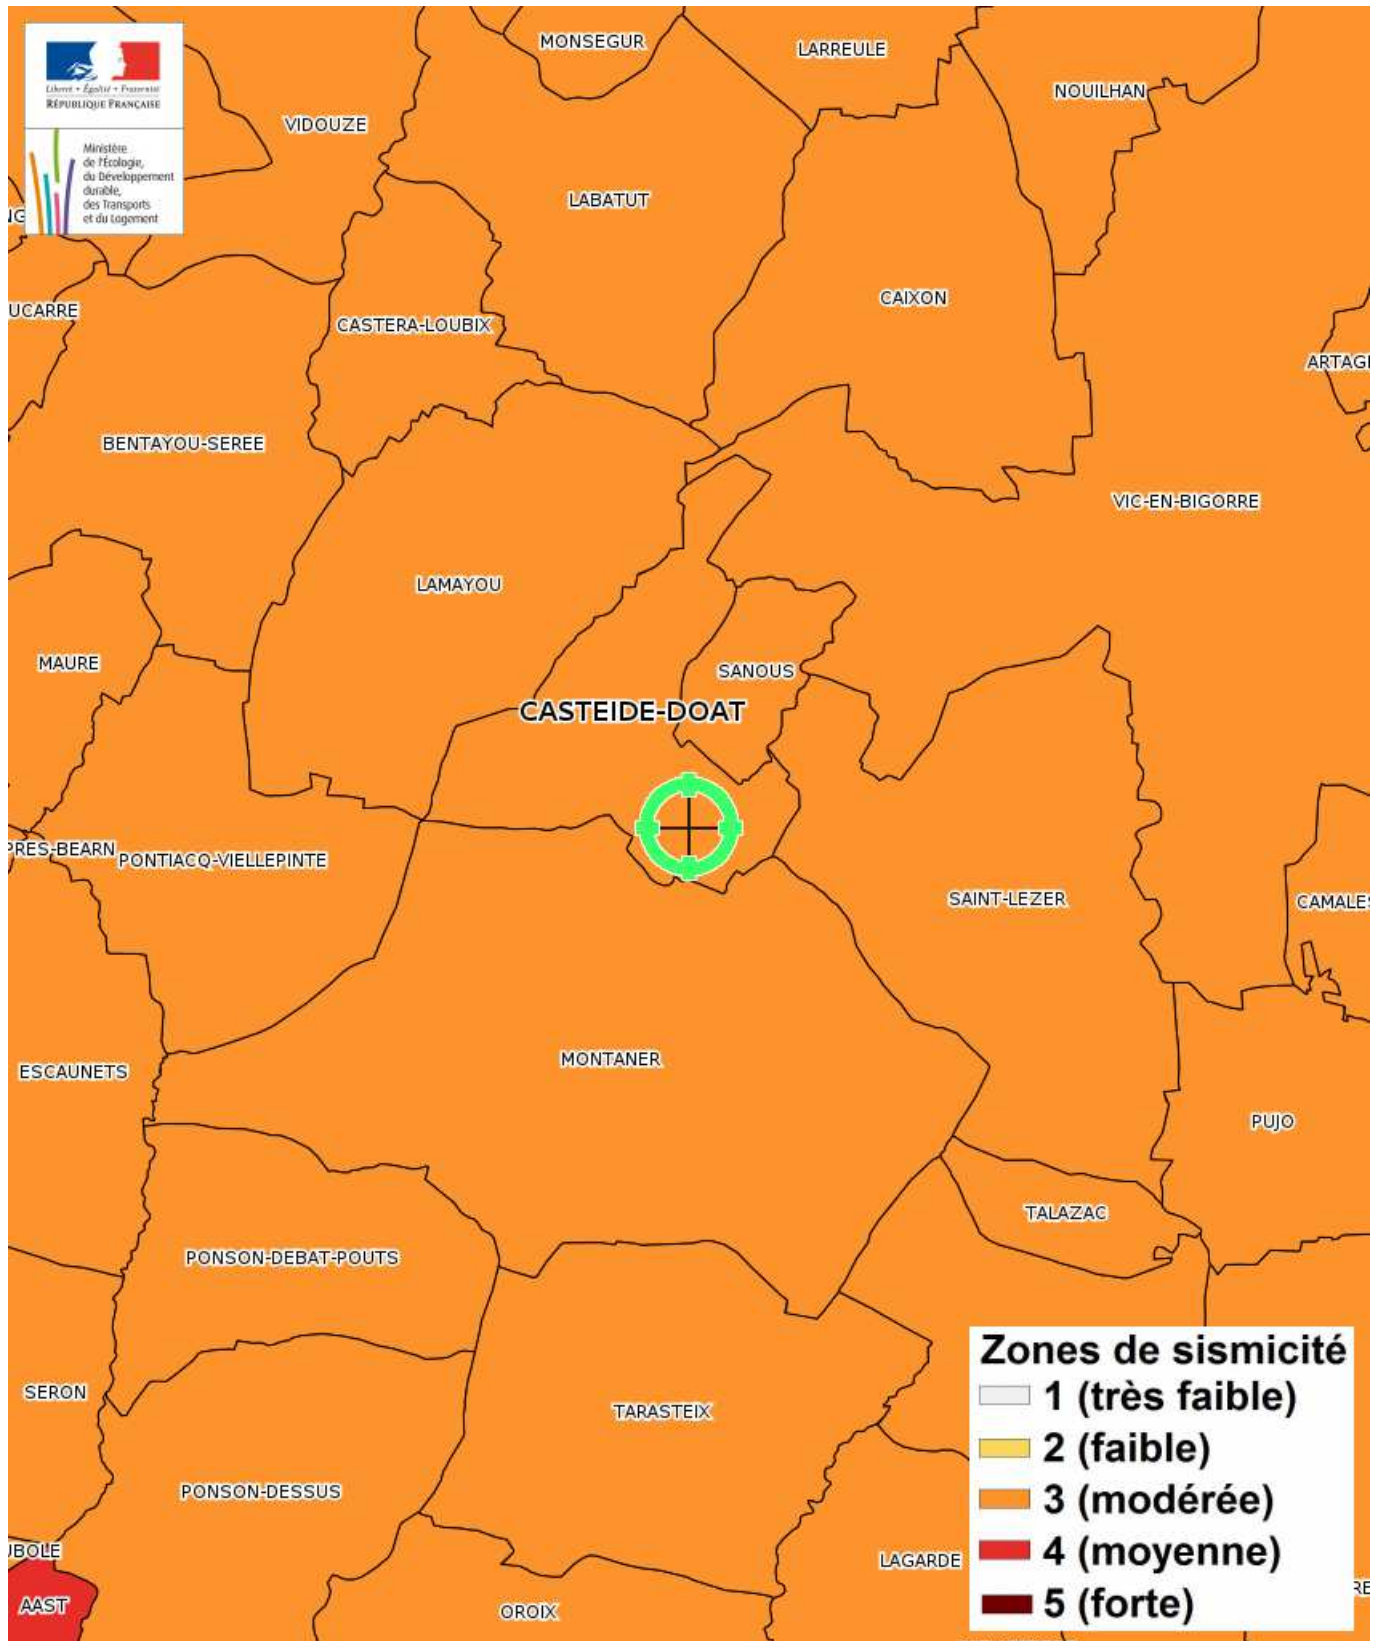 MONSEGUR
LARREULE
Liberté • Égalité • Fraternité
RÉPUBLIQUE FRANÇAISE
NOUILHAN
VIDOUZE
Ministère
de l'Écologie,
du Développement
durable,
des Transports
et du Logement
LABATUT
NG
CAIXON
UCARRE
CASTERA-LOUBIX
ARTAG
BENTAYOU-SEREE
VIC-EN-BIGORRE
LAMAYOU
MAURE
SANOUS
CASTEIDE-DOAT
PRES-BEARN
PONTIACQ-VIELLEPINTE
SAINT-LEZER
CAMALES
MONTANER
ESCAUNETS
PUJO
TALAZAC
PONSON-DEBAT-POUTS
Zones de sismicité
1 (très faible)
2 (faible)
3 (modérée)
4 (moyenne)
5 (forte)
SERON
TARASTEIX
PONSON-DESSUS
UBOLE
LAGARDE
RE
AAST
OROIX